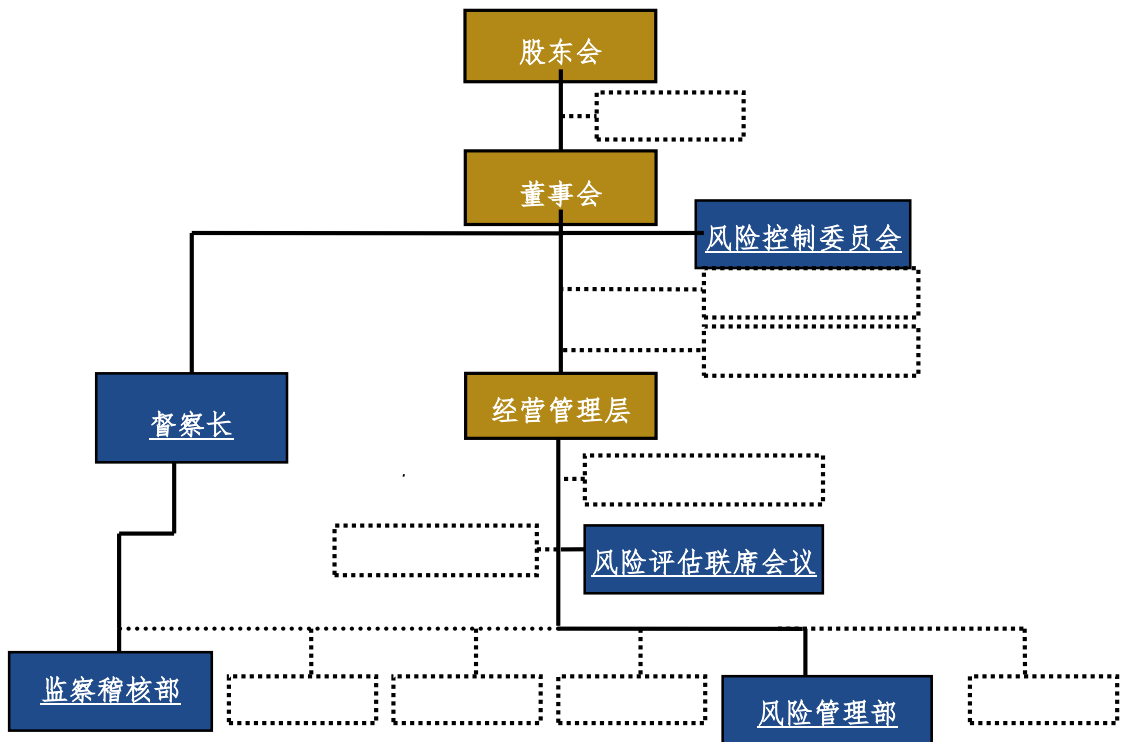 股东会
董事会
风险控制委员会
督察长
经营管理层
风险评估联席会议
监察稽核部
风险管理部